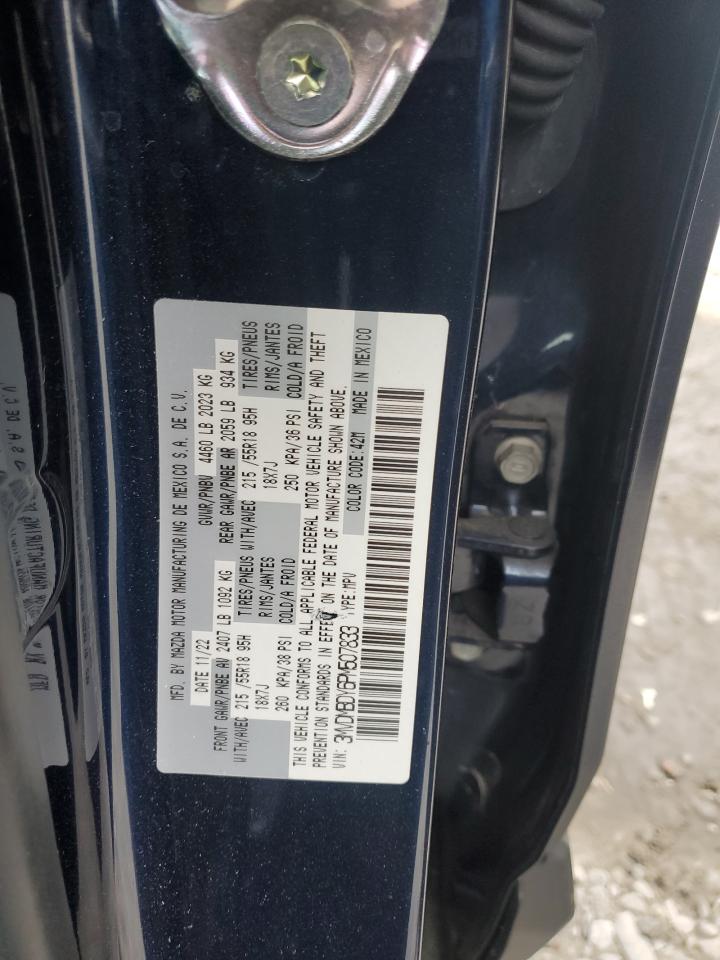 MFD. BY MAZDA MOTOR MANUFACTURING DE MEXICO S.A. DE C.V.
DATE 11/22 GVWR/PNBV 4460 LB 2023 KG
FRONT GAWR/PNBE AV 2407 LB 1092 KG REAR GAWR/PNBE AR 2059 LB 934 KG
WITH/AVEC 215 /55R18 95H TIRES/PNEUS WITH/AVEC 215 /55R18 95H TIRES/PNEUS
18X7J RIMS/JANTES 18X7J RIMS/JANTES
260 KPA/38 PSI COLD/A FROID 250 KPA/36 PSI COLD/A FROID
THIS VEHICLE CONFORMS TO ALL APPLICABLE FEDERAL MOTOR VEHICLE SAFETY AND THEFT
PREVENTION STANDARDS IN EFFECT ON THE DATE OF MANUFACTURE SHOWN ABOVE.
VIN: 3MVDMBDY6PM507833 TYPE:MPV COLOR CODE:42M MADE IN MEXICO